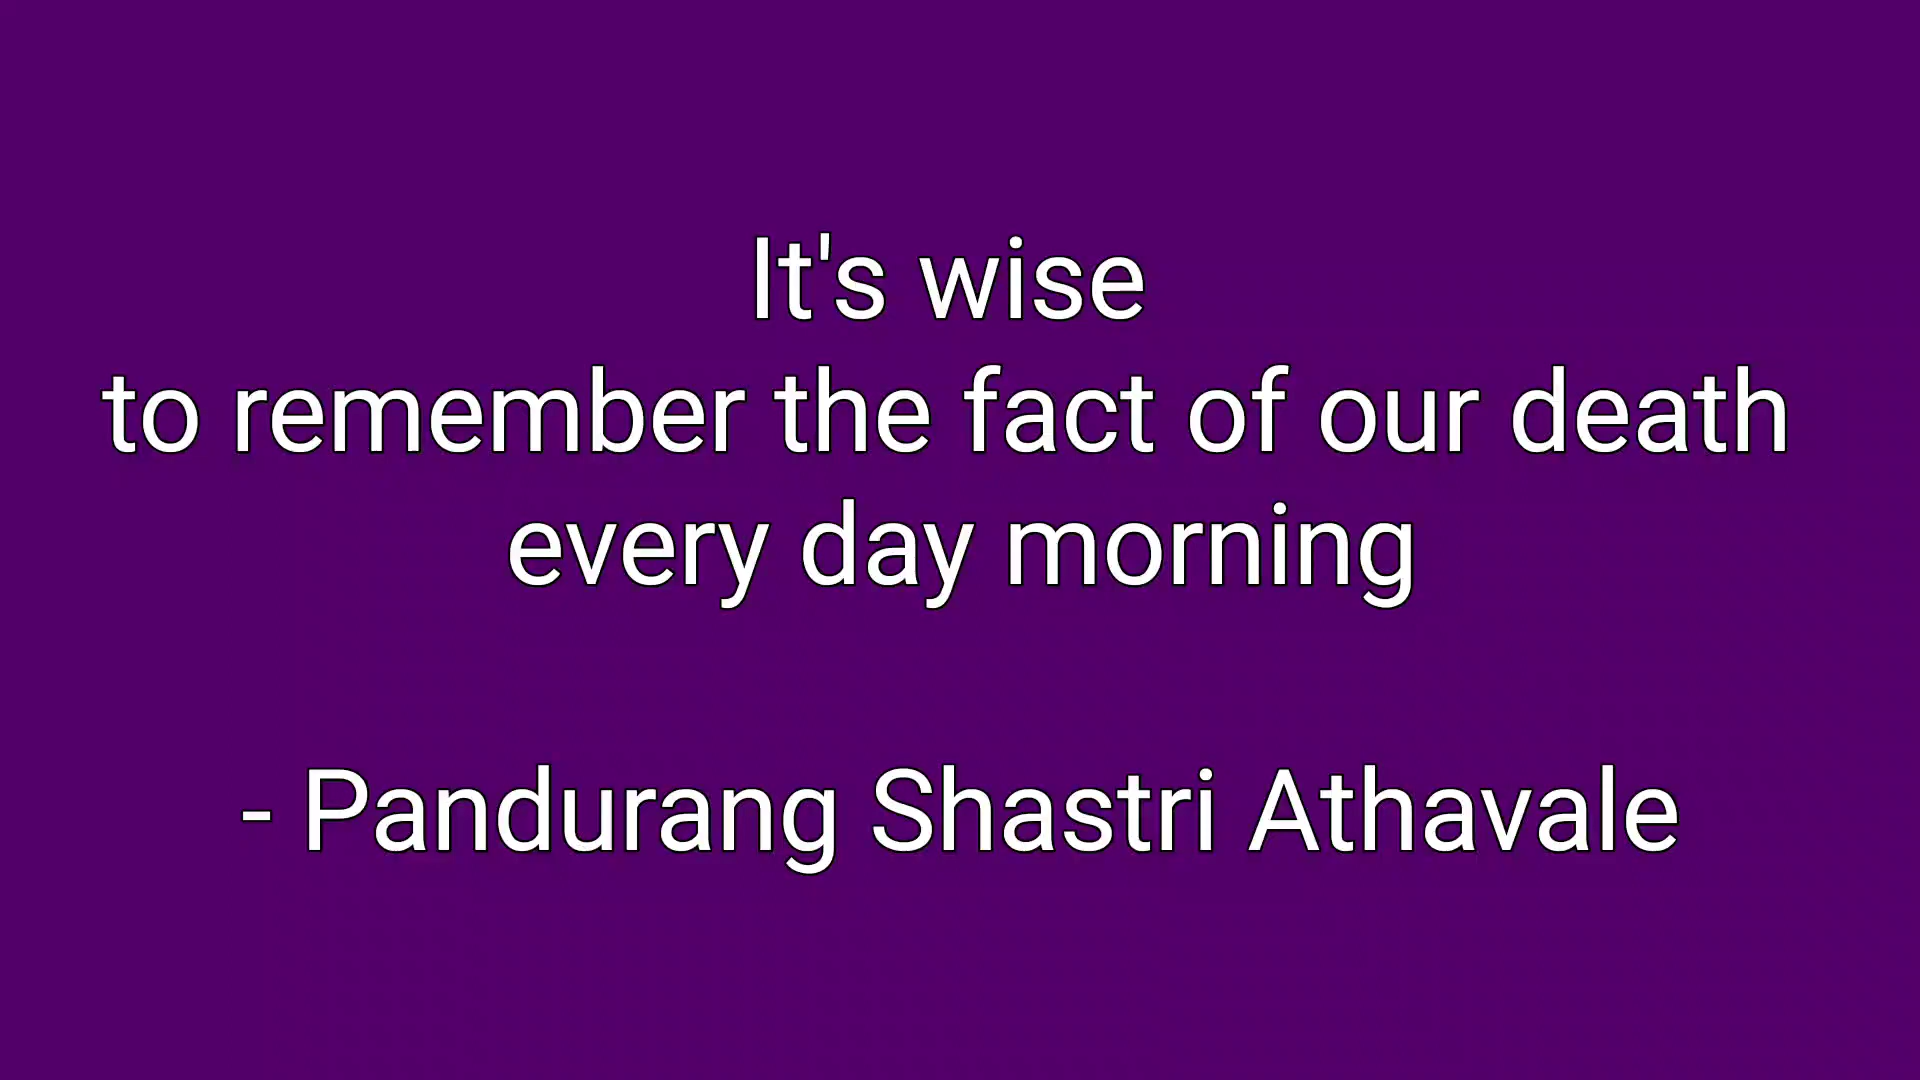 It's wise
to remember the fact of our death
every day morning
- Pandurang Shastri Athavale